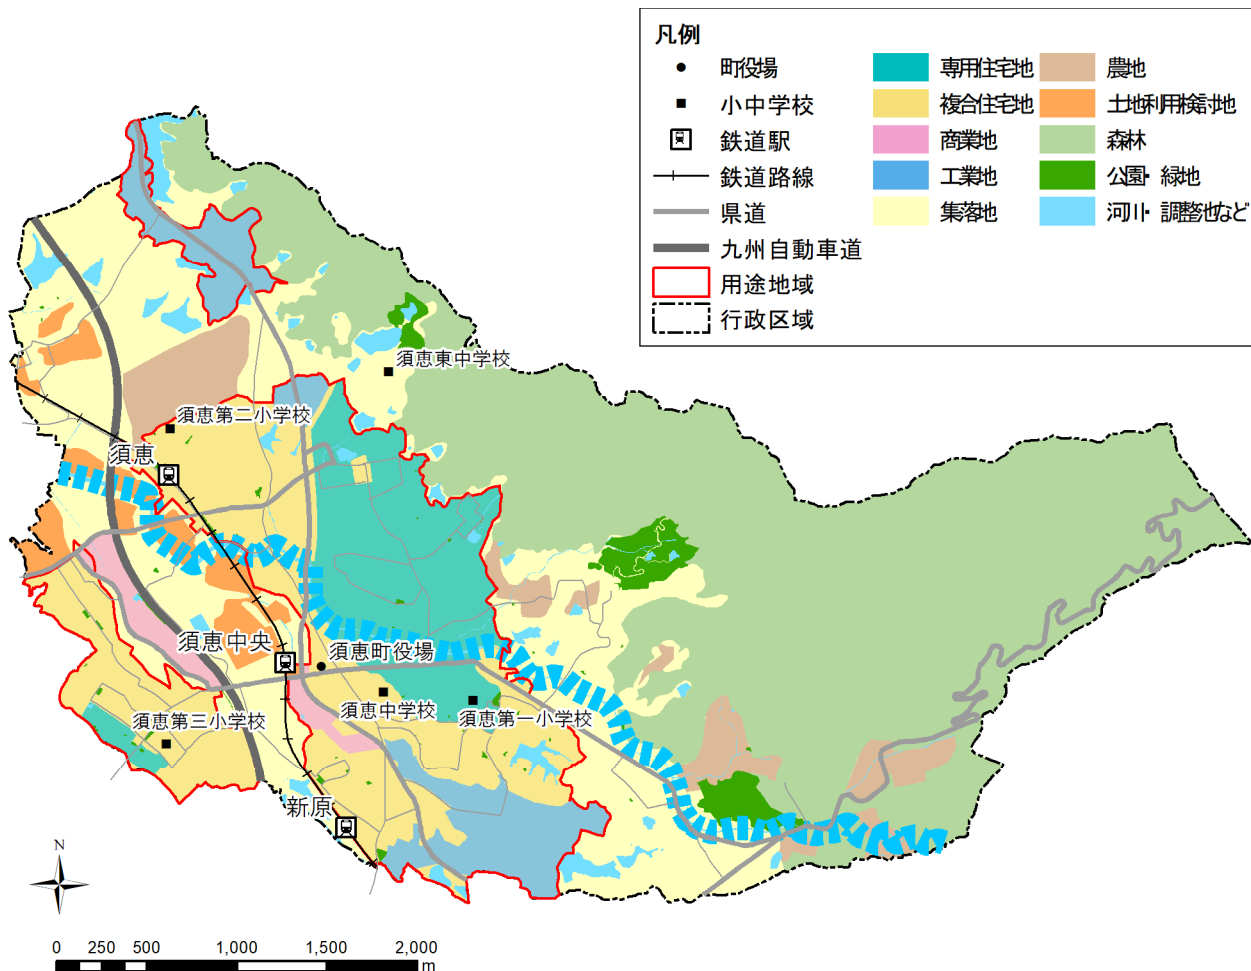 凡例
町役場
小中学校
鉄道駅
鉄道路線
県道
九州自動車道
用途地域
行政区域
専用住宅地
複合住宅地
商業地
工業地
集落地
農地
土地利用検討地
森林
公園・緑地
河川・調整池など
須恵東中学校
須恵第二小学校
須恵
須恵中央
須恵町役場
須恵中学校
須恵第一小学校
須恵第三小学校
新原
N
0 250 500 1,000 1,500 2,000
m